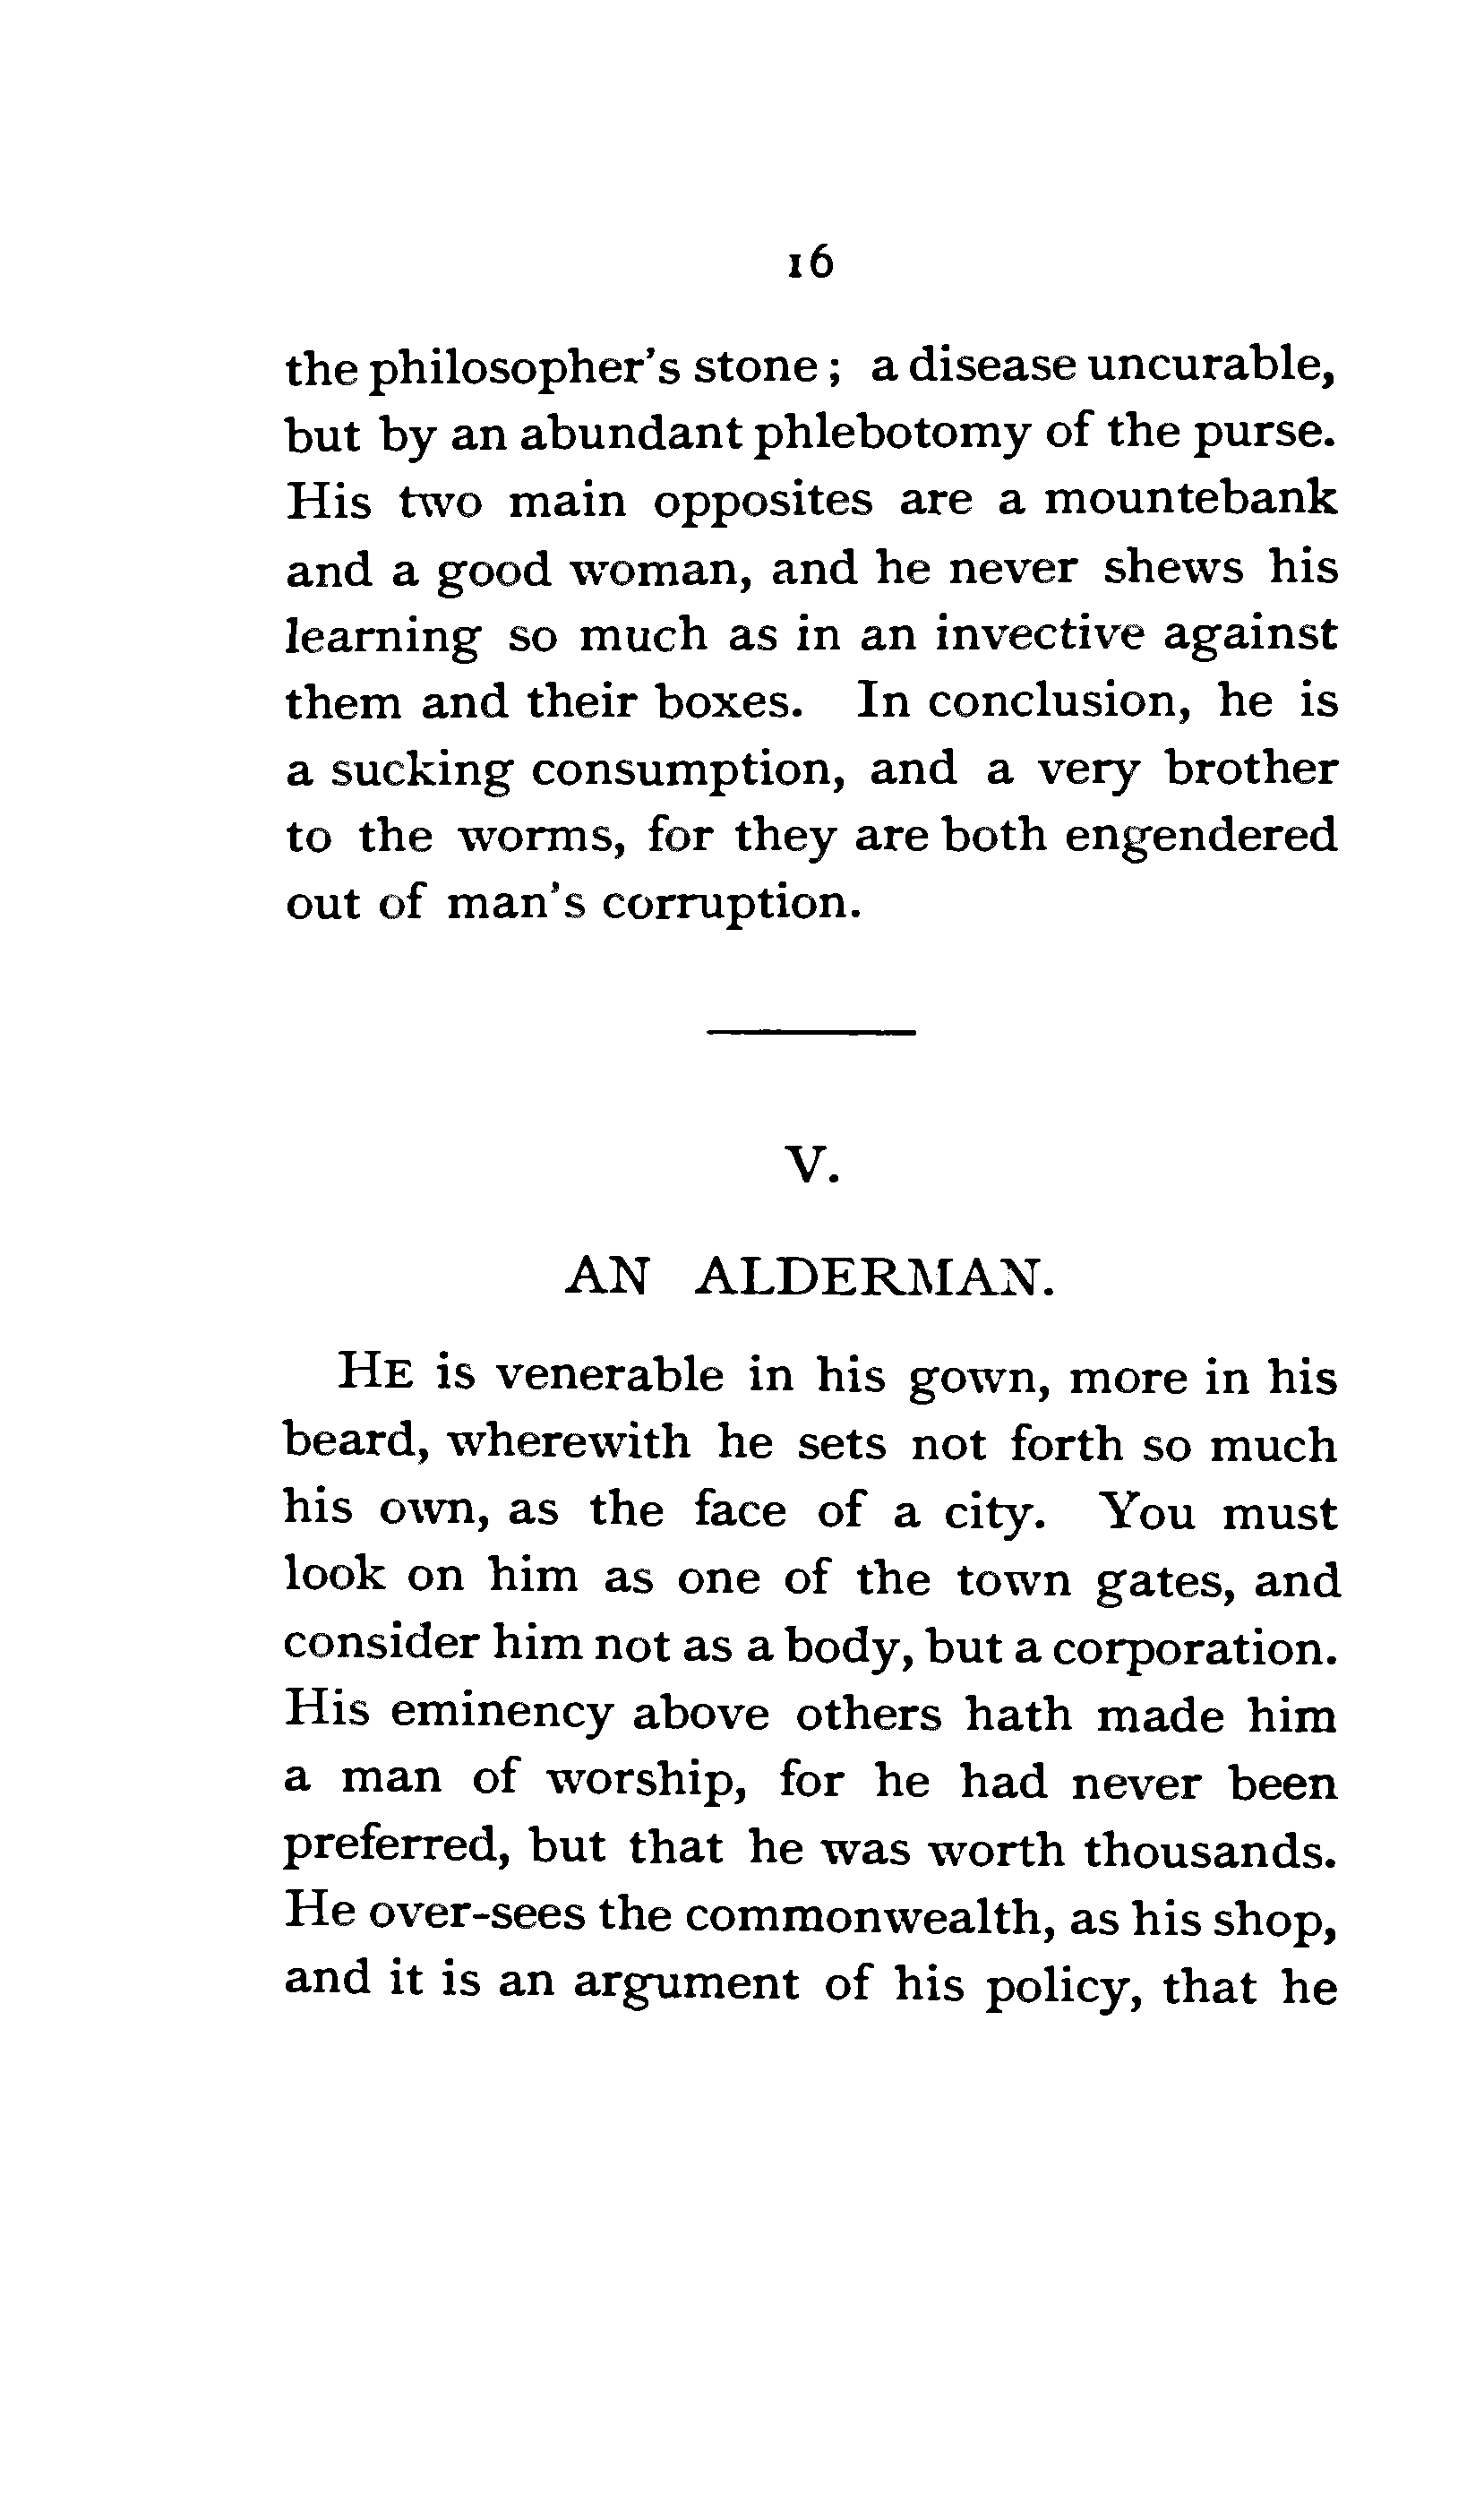 16
the philosopher's stone; a disease uncurable,
but by an abundant phlebotomy of the purse.
His two main opposites are a mountebank
and a good woman, and he never shews his
learning so much as in an invective against
them and their boxes. In conclusion, he is
a sucking consumption, and a very brother
to the worms, for they are both engendered
out of man's corruption.
V.
AN ALDERMAN.
HE is venerable in his gown, more in his
beard, wherewith he sets not forth so much
his own, as the face of a city. You must
look on him as one of the town gates, and
consider him not as a body, but a corporation.
His eminency above others hath made him
a man of worship, for he had never been
preferred, but that he was worth thousands.
He over-sees the commonwealth, as his shop,
and it is an argument of his policy, that he